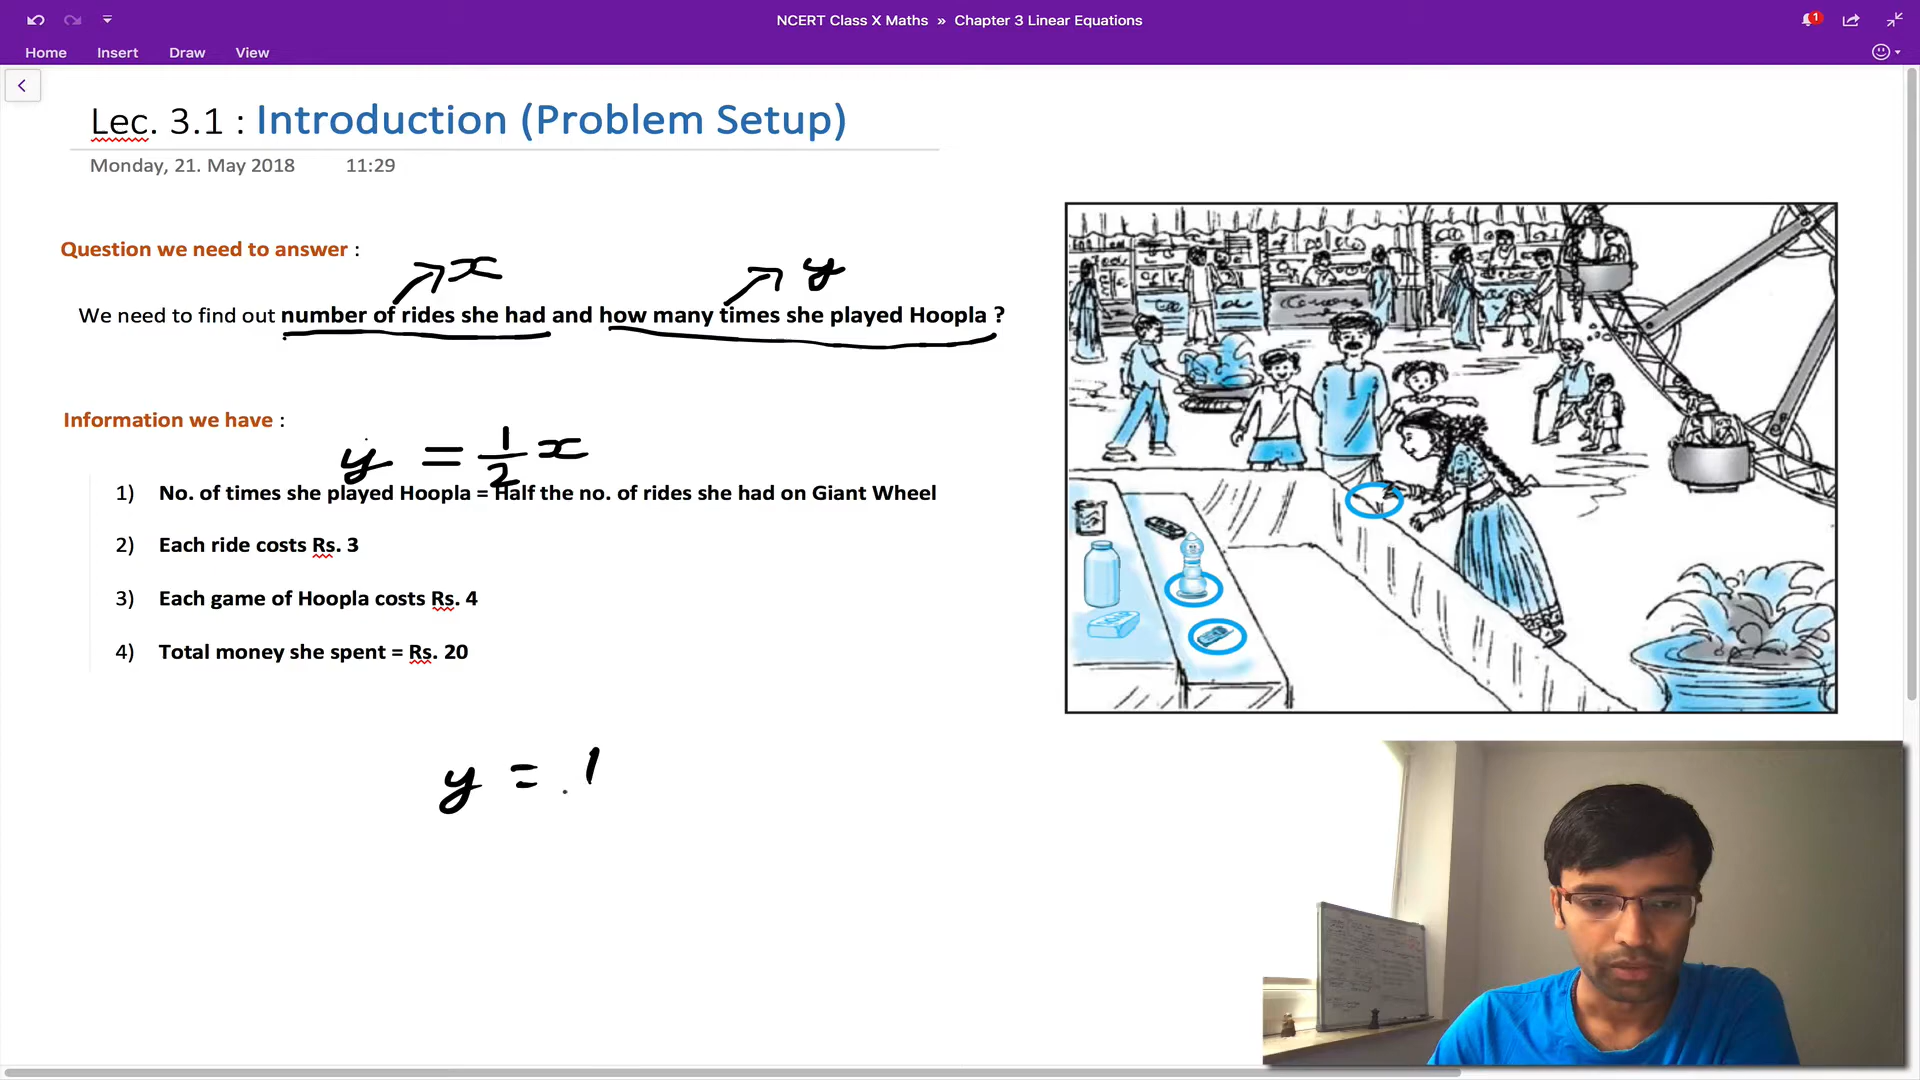 NCERT Class X Maths » Chapter 3 Linear Equations
1
Home Insert Draw View
Lec. 3.1 : Introduction (Problem Setup)
Monday, 21. May 2018 11:29
Question we need to answer :
x y
We need to find out number of rides she had and how many times she played Hoopla ?
Information we have :
y = 1/2 x
1) No. of times she played Hoopla = Half the no. of rides she had on Giant Wheel
2) Each ride costs Rs. 3
3) Each game of Hoopla costs Rs. 4
4) Total money she spent = Rs. 20
y = 1